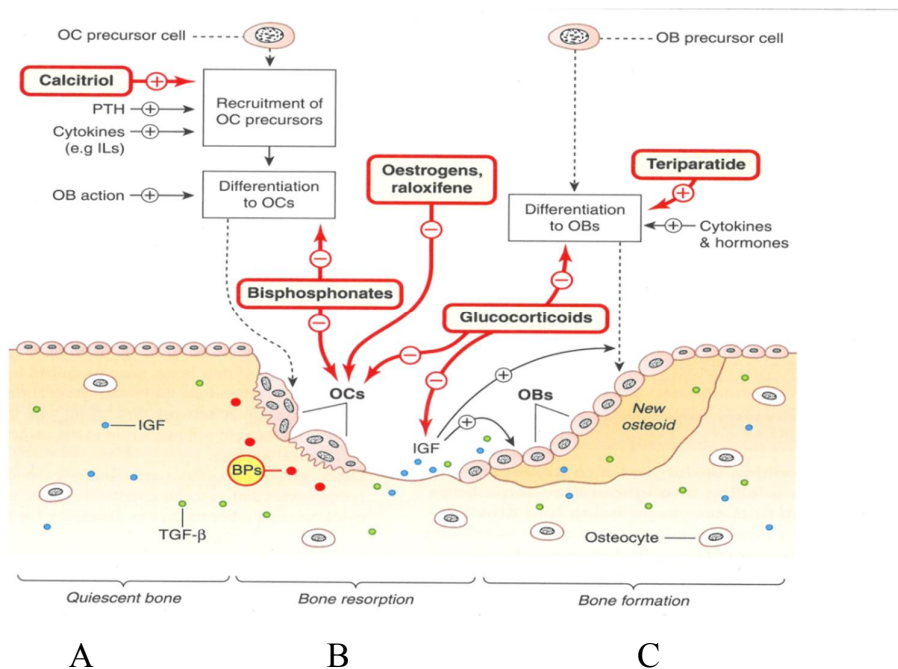 OC precursor cell
OB precursor cell
Calcitriol
+
PTH
+
Cytokines
(e.g ILs)
+
Recruitment of
OC precursors
OB action
+
Differentiation
to OCs
Oestrogens,
raloxifene
−
Teriparatide
+
Differentiation
to OBs
+
Cytokines
& hormones
−
Bisphosphonates
−
−
Glucocorticoids
−
−
+
OCs
OBs
New
osteoid
IGF
IGF
+
BPs
TGF-β
Osteocyte
Quiescent bone
Bone resorption
Bone formation
A
B
C